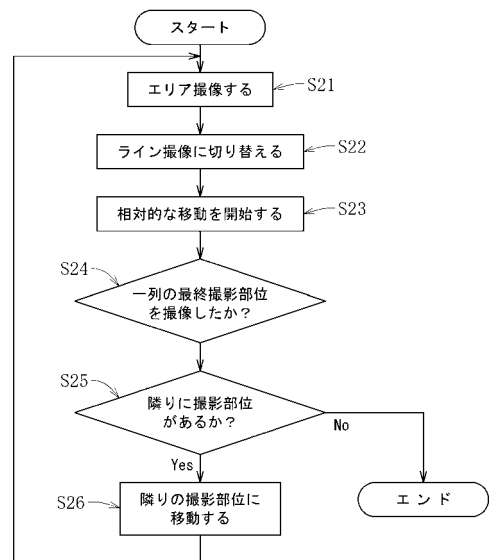 スタート
エリア撮像する
S21
ライン撮像に切り替える
S22
相対的な移動を開始する
S23
S24
一列の最終撮影部位
を撮像したか?
S25
隣りに撮影部位
があるか?
No
Yes
エンド
S26
隣りの撮影部位に
移動する